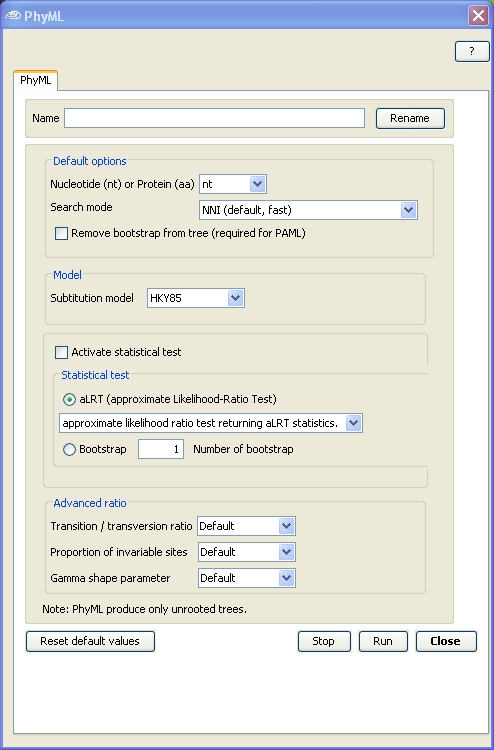 PhyML
?
PhyML
Name
Rename
Default options
Nucleotide (nt) or Protein (aa) nt
Search mode NNI (default, fast)
Remove bootstrap from tree (required for PAML)
Model
Subtitution model HKY85
Activate statistical test
Statistical test
aLRT (approximate Likelihood-Ratio Test)
approximate likelihood ratio test returning aLRT statistics.
Bootstrap 1 Number of bootstrap
Advanced ratio
Transition / transversion ratio Default
Proportion of invariable sites Default
Gamma shape parameter Default
Note: PhyML produce only unrooted trees.
Reset default values Stop Run Close